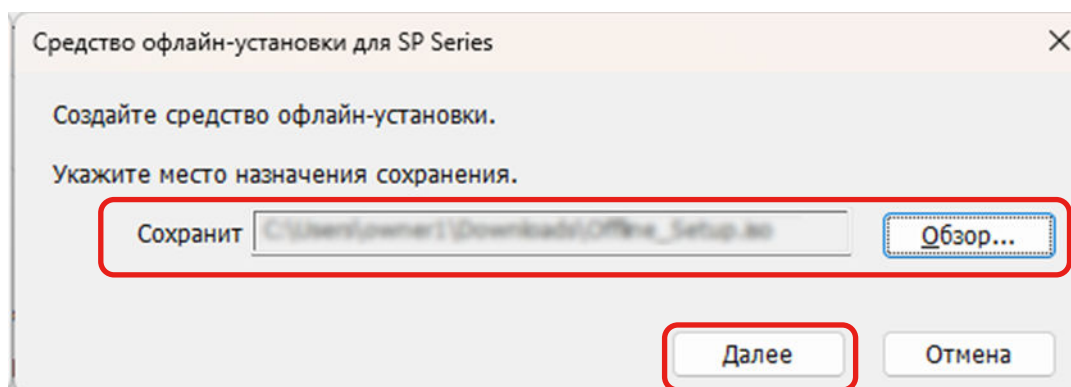 Средство офлайн-установки для SP Series
Создайте средство офлайн-установки.
Укажите место назначения сохранения.
Сохранит
Обзор...
Далее
Отмена